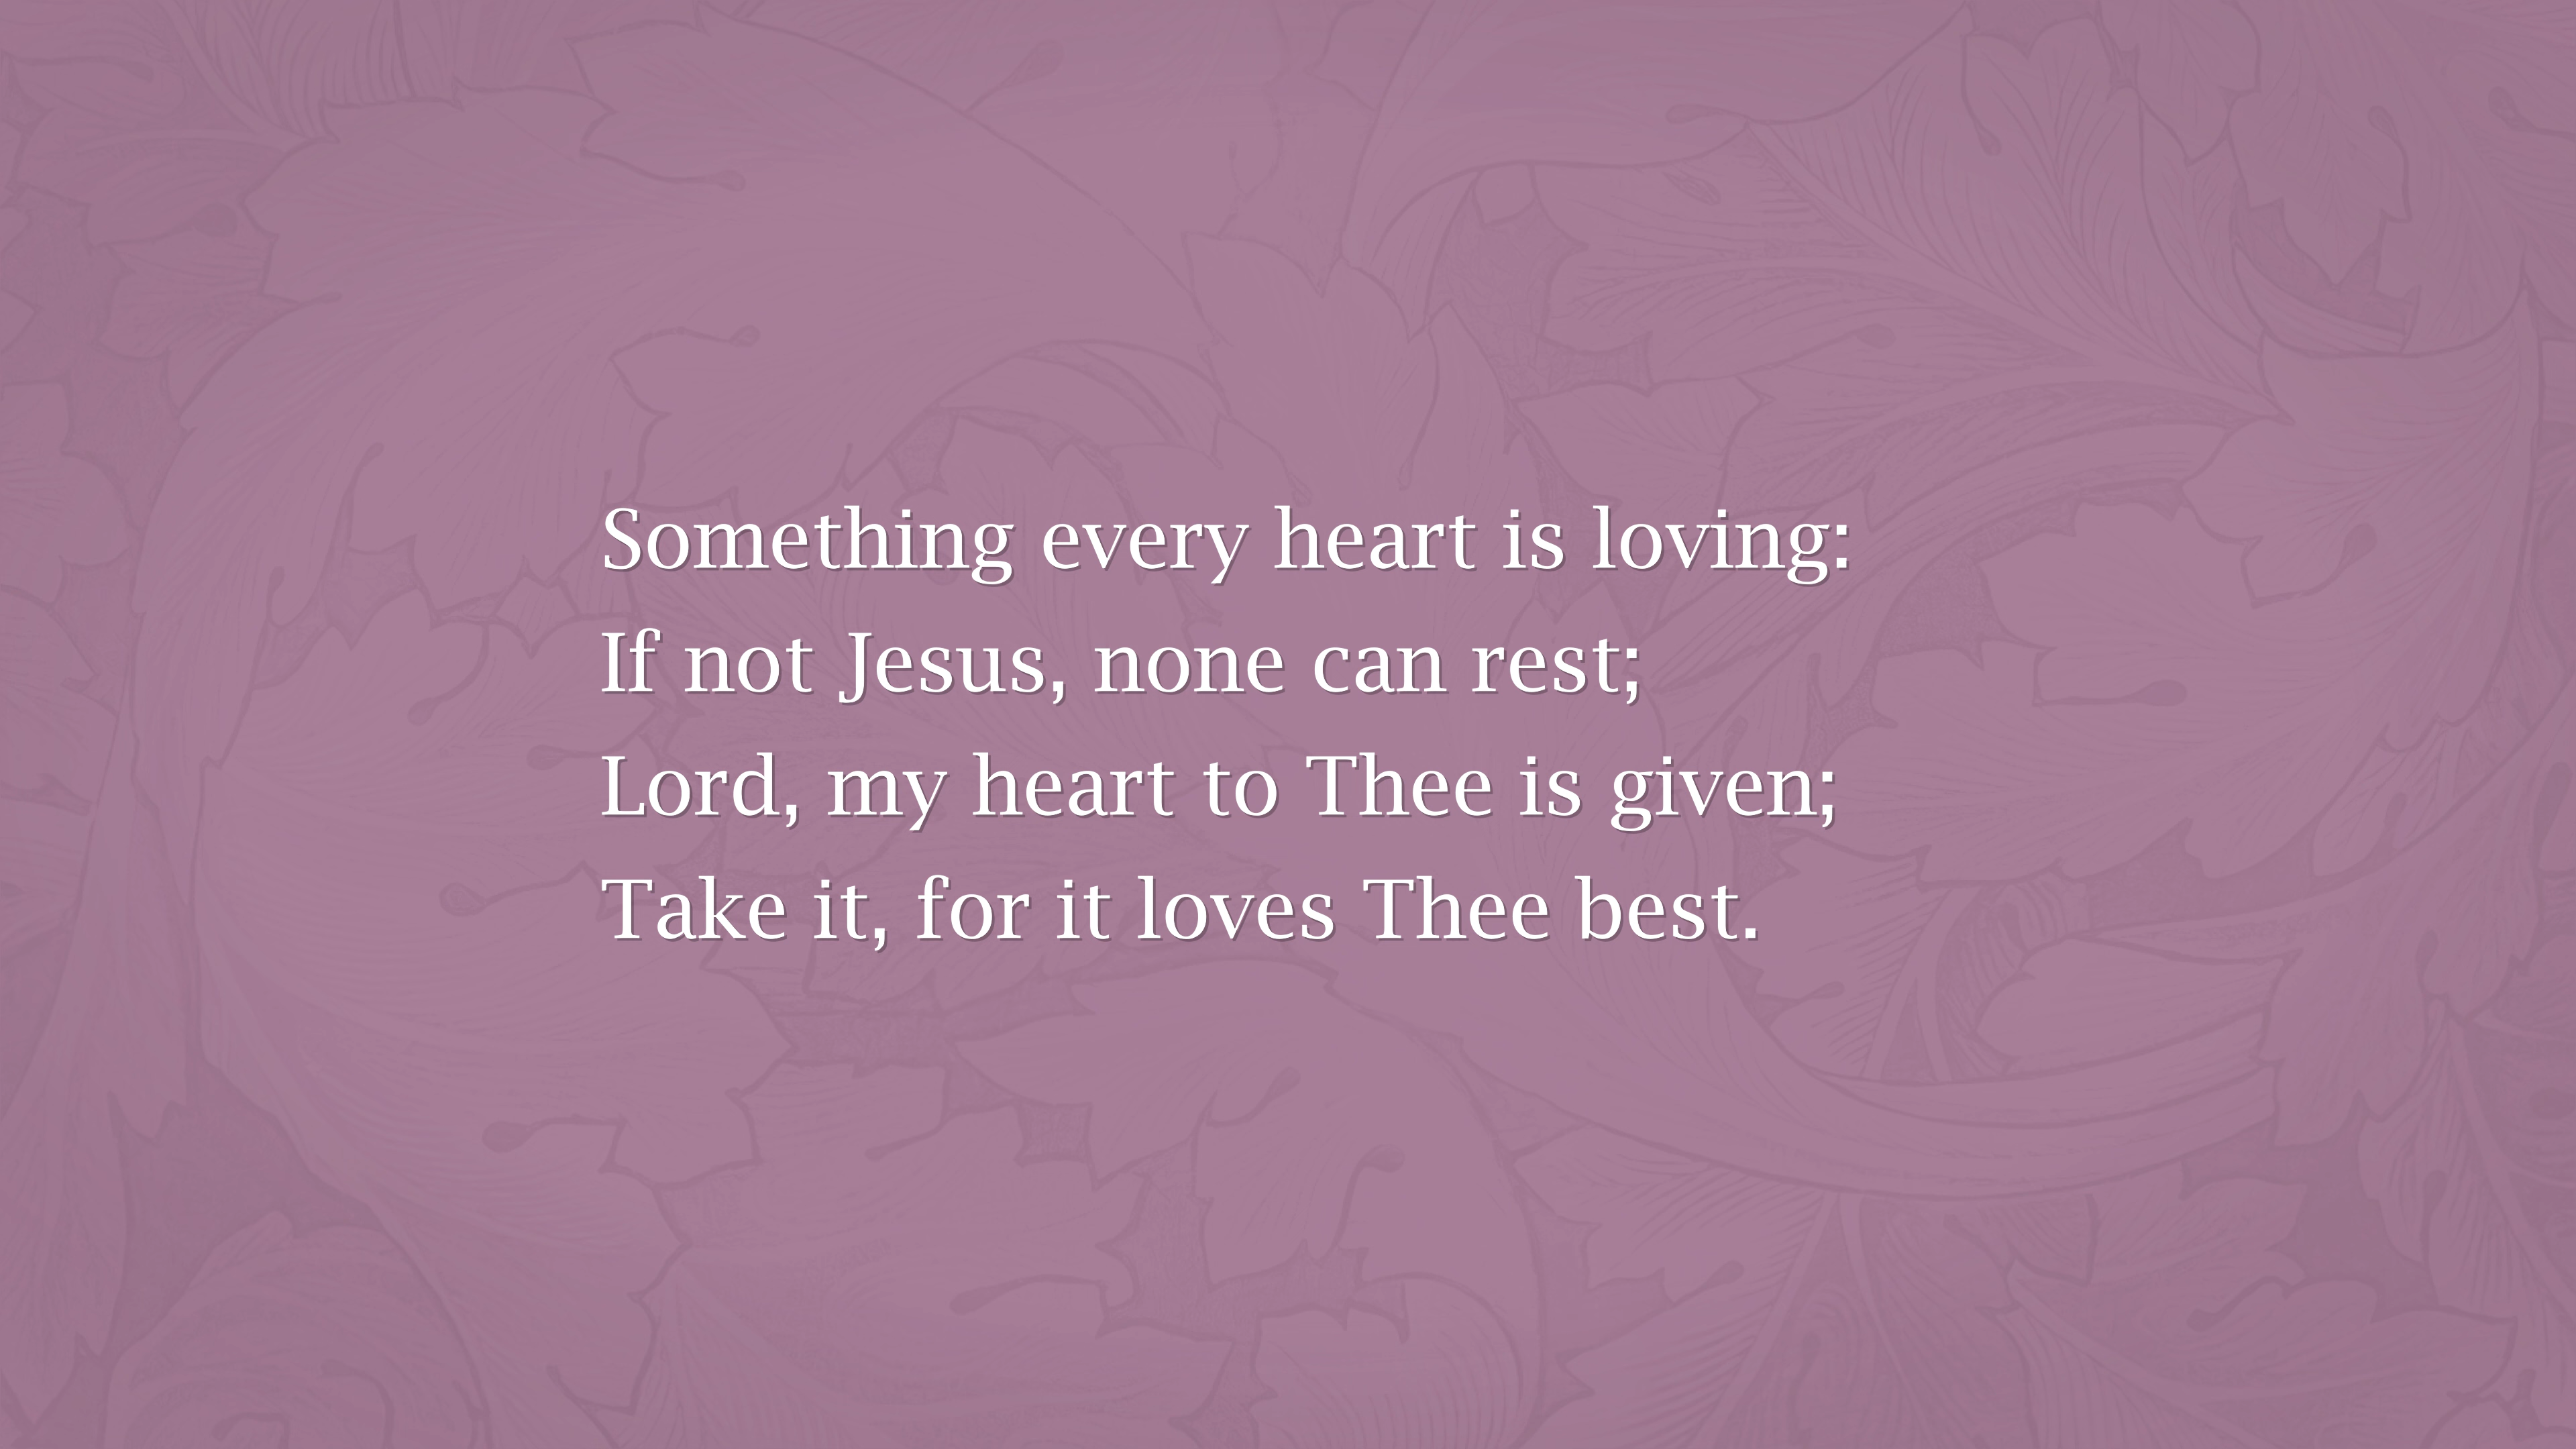 Something every heart is loving:
If not Jesus, none can rest;
Lord, my heart to Thee is given;
Take it, for it loves Thee best.